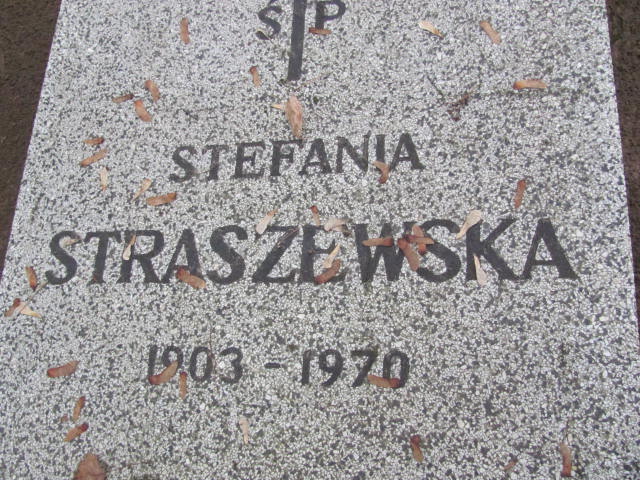 ŚP
STEFANIA
STRASZEWSKA
1903 - 1970